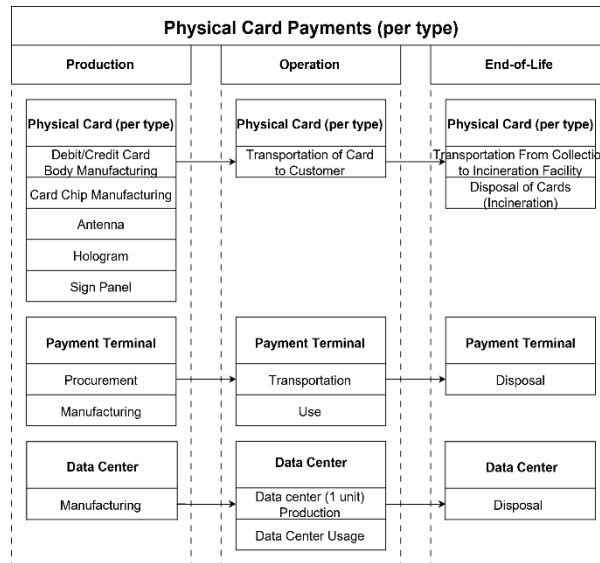 Physical Card Payments (per type)
Production
Operation
End-of-Life
Physical Card (per type)
Debit/Credit Card
Body Manufacturing
Card Chip Manufacturing
Antenna
Hologram
Sign Panel
Physical Card (per type)
Transportation of Card
to Customer
Physical Card (per type)
Transportation From Collection
to Incineration Facility
Disposal of Cards
(Incineration)
Payment Terminal
Procurement
Manufacturing
Payment Terminal
Transportation
Use
Payment Terminal
Disposal
Data Center
Manufacturing
Data Center
Data center (1 unit)
Production
Data Center Usage
Data Center
Disposal